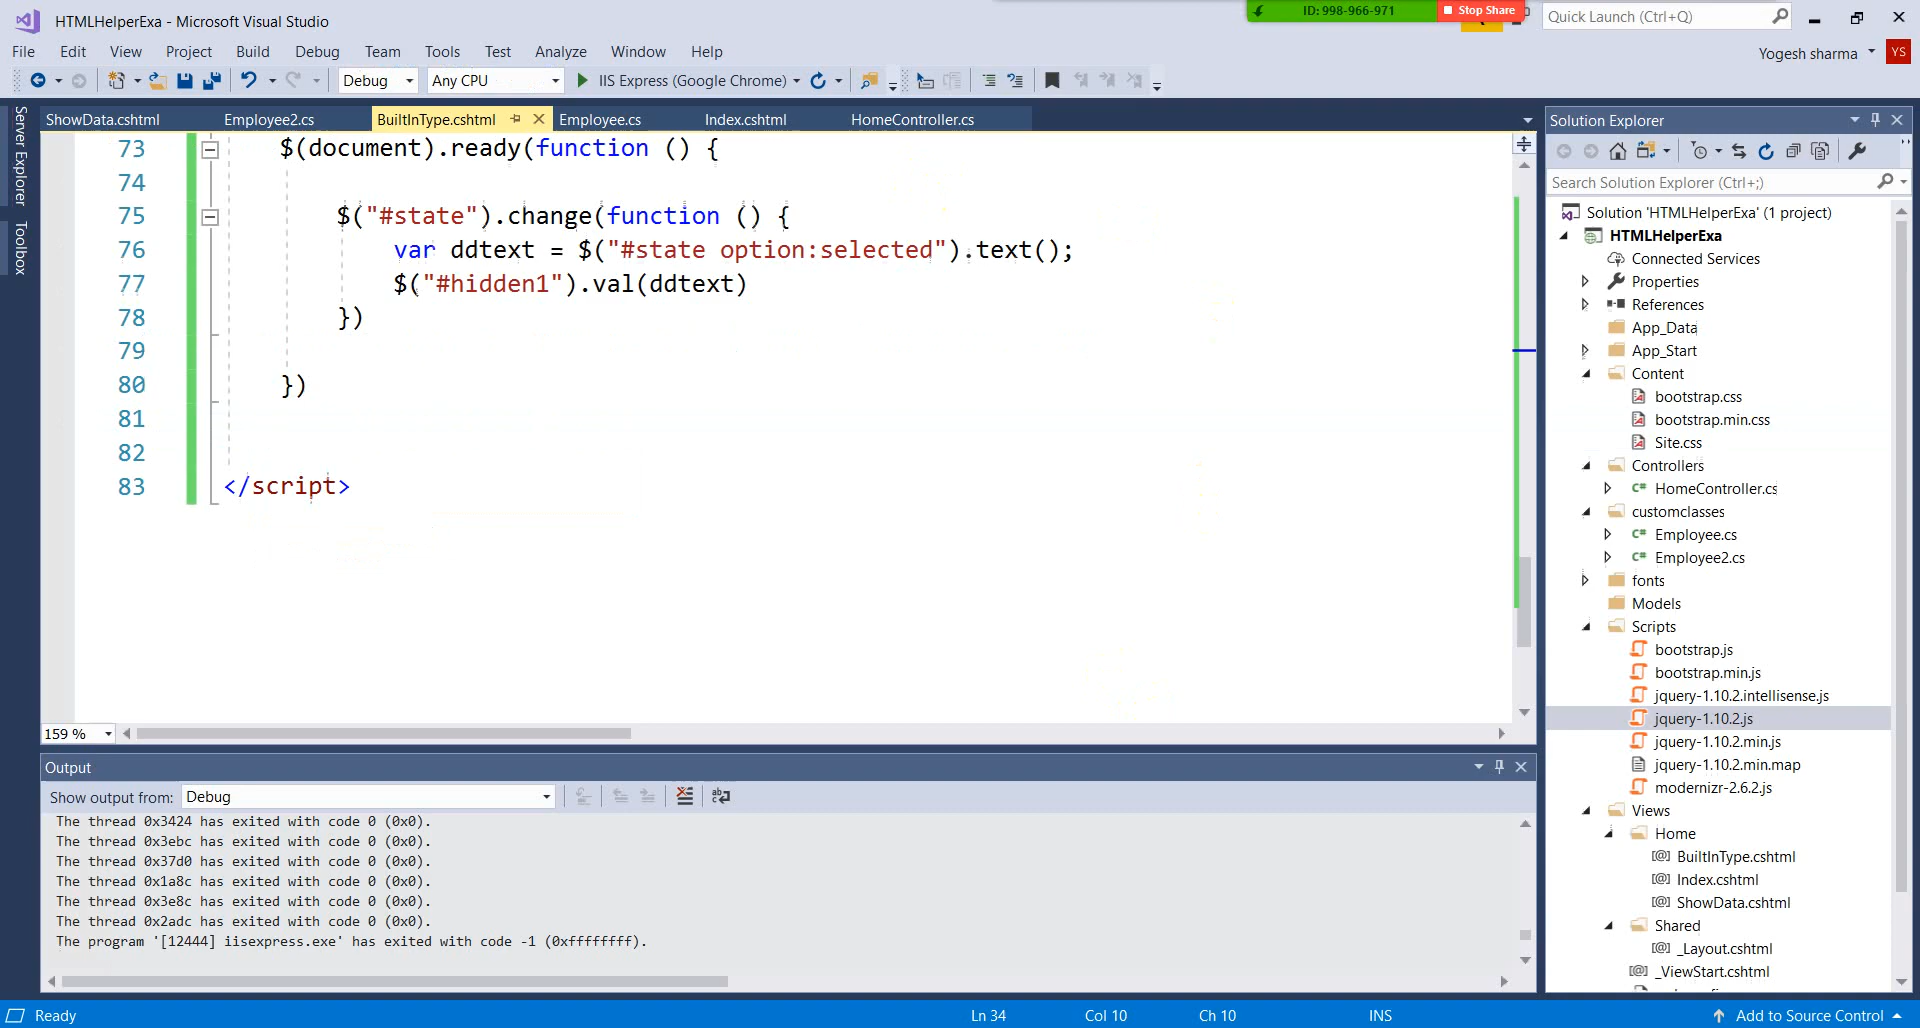 HTMLHelperExa - Microsoft Visual Studio
ID: 998-966-971
Stop Share
Quick Launch (Ctrl+Q)
File Edit View Project Build Debug Team Tools Test Analyze Window Help
Yogesh sharma
YS
Debug
Any CPU
IIS Express (Google Chrome)
Server Explorer
Toolbox
ShowData.cshtml
Employee2.cs
BuiltInType.cshtml
Employee.cs
Index.cshtml
HomeController.cs
73 $(document).ready(function () {
74
75 $("#state").change(function () {
76 var ddtext = $("#state option:selected").text();
77 $("#hidden1").val(ddtext)
78 })
79
80 })
81
82
83 </script>
159 %
Output
Show output from: Debug
The thread 0x3424 has exited with code 0 (0x0).
The thread 0x3ebc has exited with code 0 (0x0).
The thread 0x37d0 has exited with code 0 (0x0).
The thread 0x1a8c has exited with code 0 (0x0).
The thread 0x3e8c has exited with code 0 (0x0).
The thread 0x2adc has exited with code 0 (0x0).
The program '[12444] iisexpress.exe' has exited with code -1 (0xffffffff).
Solution Explorer
Search Solution Explorer (Ctrl+;)
Solution 'HTMLHelperExa' (1 project)
HTMLHelperExa
Connected Services
Properties
References
App_Data
App_Start
Content
bootstrap.css
bootstrap.min.css
Site.css
Controllers
HomeController.cs
customclasses
Employee.cs
Employee2.cs
fonts
Models
Scripts
bootstrap.js
bootstrap.min.js
jquery-1.10.2.intellisense.js
jquery-1.10.2.js
jquery-1.10.2.min.js
jquery-1.10.2.min.map
modernizr-2.6.2.js
Views
Home
BuiltInType.cshtml
Index.cshtml
ShowData.cshtml
Shared
_Layout.cshtml
_ViewStart.cshtml
Ready
Ln 34
Col 10
Ch 10
INS
Add to Source Control